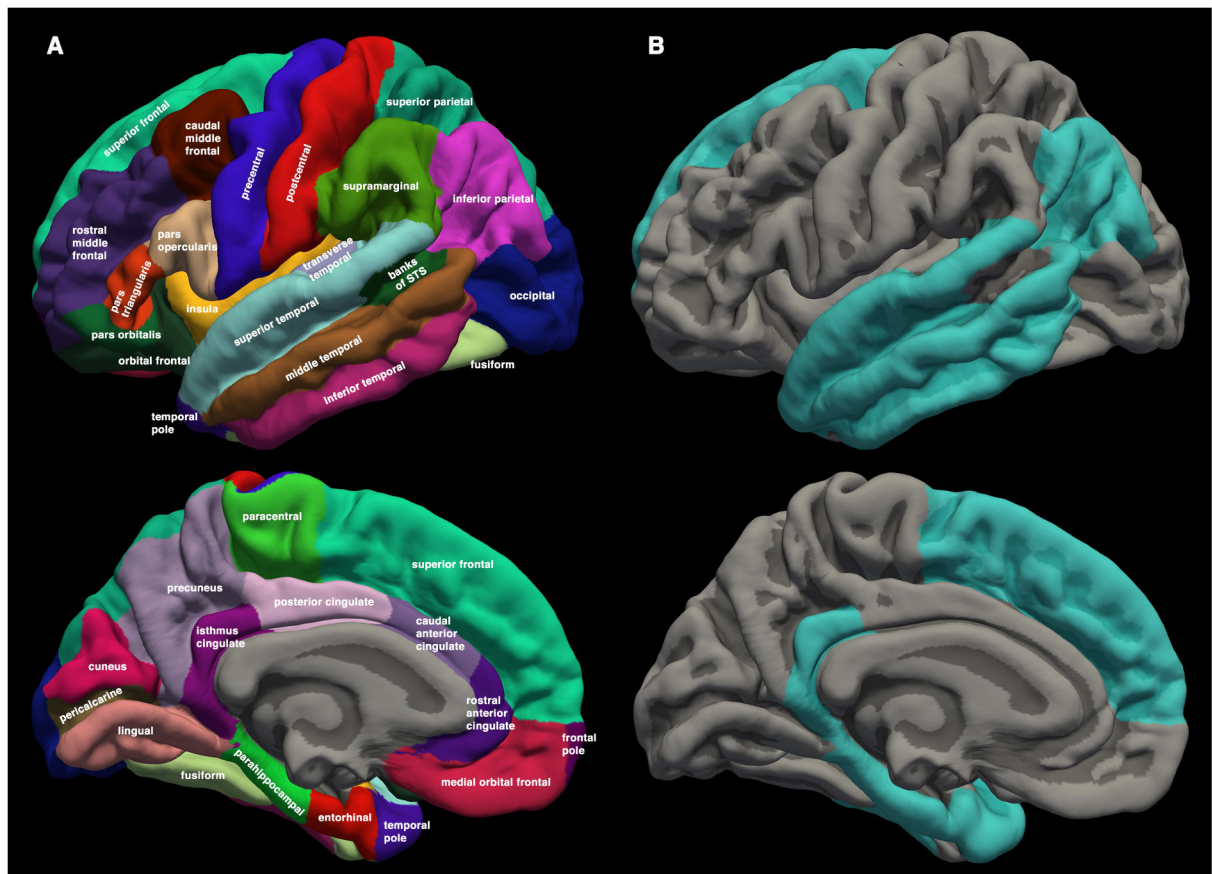 A
B
superior frontal
caudal
middle
frontal
precentral
postcentral
superior parietal
supramarginal
inferior parietal
rostral
middle
frontal
pars
opercularis
pars
triangularis
transverse
temporal
banks
of STS
insula
superior temporal
occipital
pars orbitalis
orbital frontal
middle temporal
inferior temporal
fusiform
temporal
pole
paracentral
superior frontal
precuneus
posterior cingulate
isthmus
cingulate
caudal
anterior
cingulate
cuneus
pericalcarine
lingual
rostral
anterior
cingulate
frontal
pole
fusiform
parahippocampal
medial orbital frontal
entorhinal
temporal
pole